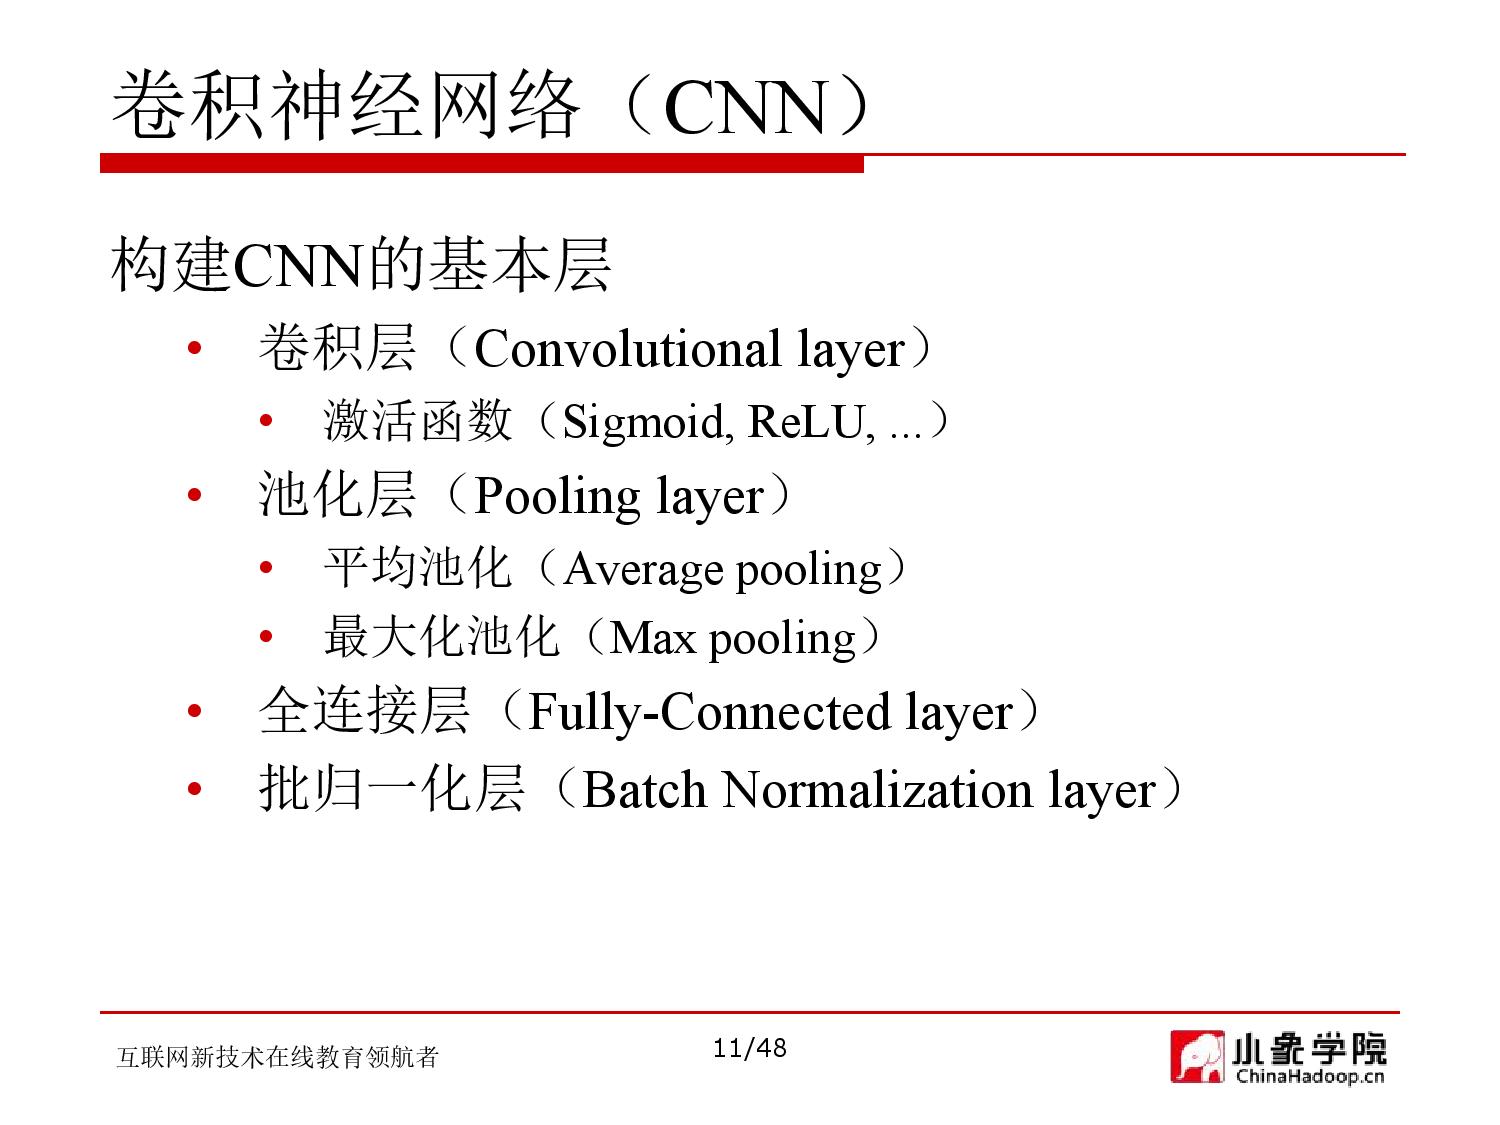 卷积神经网络（CNN）
构建CNN的基本层
• 卷积层（Convolutional layer）
• 激活函数（Sigmoid, ReLU, ...）
• 池化层（Pooling layer）
• 平均池化（Average pooling）
• 最大化池化（Max pooling）
• 全连接层（Fully-Connected layer）
• 批归一化层（Batch Normalization layer）
互联网新技术在线教育领航者
11/48
小象学院
ChinaHadoop.cn